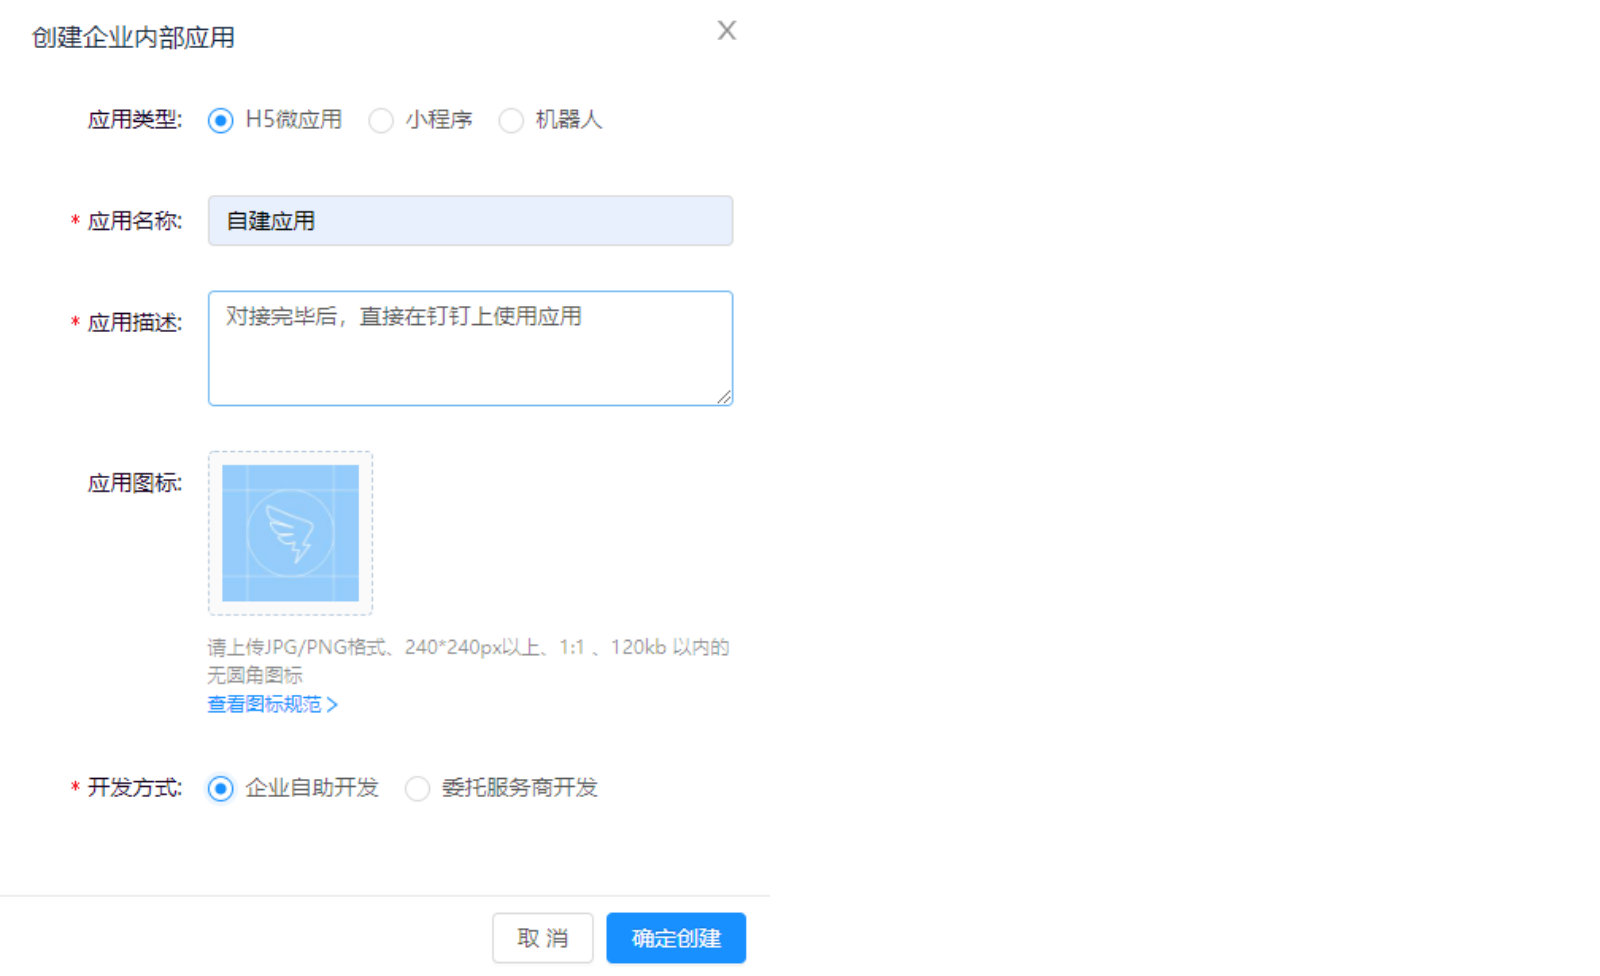 创建企业内部应用
应用类型: H5微应用 小程序 机器人
* 应用名称: 自建应用
* 应用描述: 对接完毕后，直接在钉钉上使用应用
应用图标:
请上传JPG/PNG格式、240*240px以上、1:1 、120kb 以内的
无圆角图标
查看图标规范 >
* 开发方式: 企业自助开发 委托服务商开发
取 消 确定创建